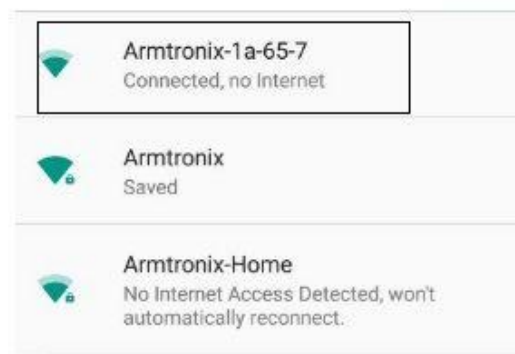 Armtronix-1a-65-7
Connected, no Internet
Armtronix
Saved
Armtronix-Home
No Internet Access Detected, won't
automatically reconnect.